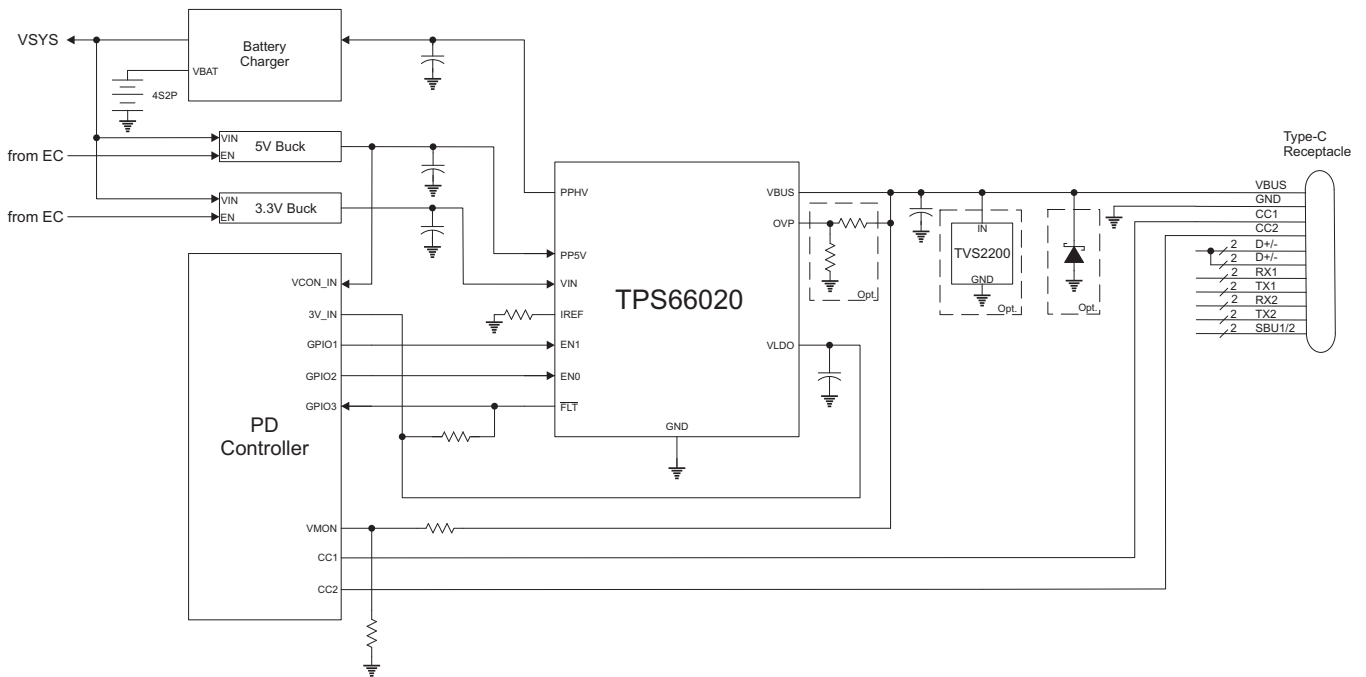 VSYS
Battery
Charger
VBAT
4S2P
from EC
VIN
EN
5V Buck
from EC
VIN
EN
3.3V Buck
PD
Controller
VCON_IN
3V_IN
GPIO1
GPIO2
GPIO3
VMON
CC1
CC2
TPS66020
PPHV
PP5V
VIN
IREF
EN1
EN0
FLT
GND
VBUS
OVP
VLDO
Opt.
IN
TVS2200
GND
Opt.
Opt.
Type-C
Receptacle
VBUS
GND
CC1
CC2
2 D+/-
2 D+/-
2 RX1
2 TX1
2 RX2
2 TX2
2 SBU1/2